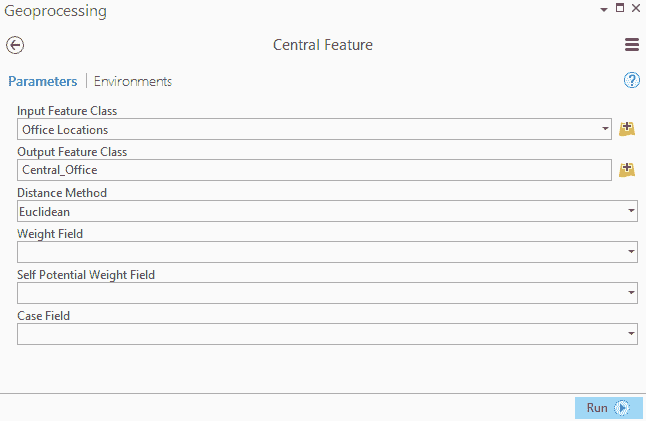 Geoprocessing
Central Feature
Parameters | Environments
Input Feature Class
Office Locations
Output Feature Class
Central_Office
Distance Method
Euclidean
Weight Field
Self Potential Weight Field
Case Field
Run